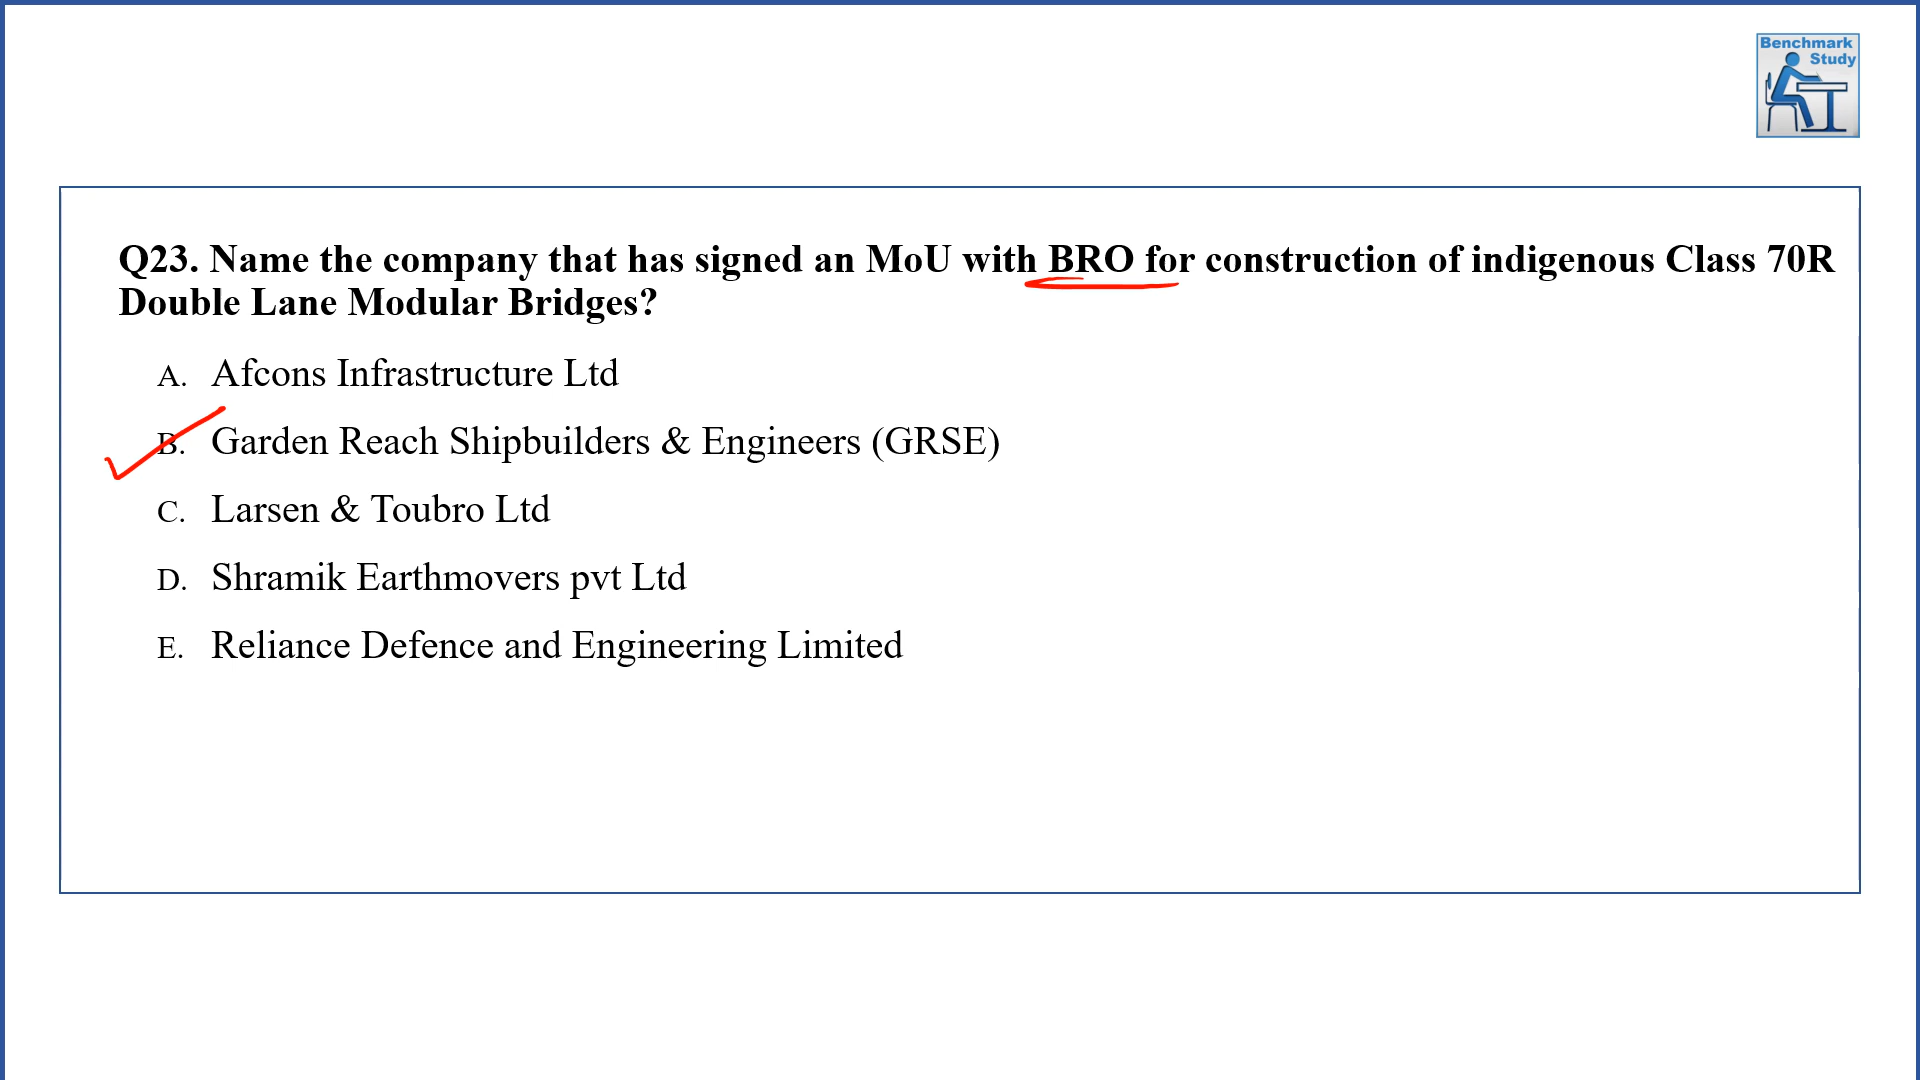 Benchmark
Study
Q23. Name the company that has signed an MoU with BRO for construction of indigenous Class 70R
Double Lane Modular Bridges?
A. Afcons Infrastructure Ltd
B. Garden Reach Shipbuilders & Engineers (GRSE)
C. Larsen & Toubro Ltd
D. Shramik Earthmovers pvt Ltd
E. Reliance Defence and Engineering Limited